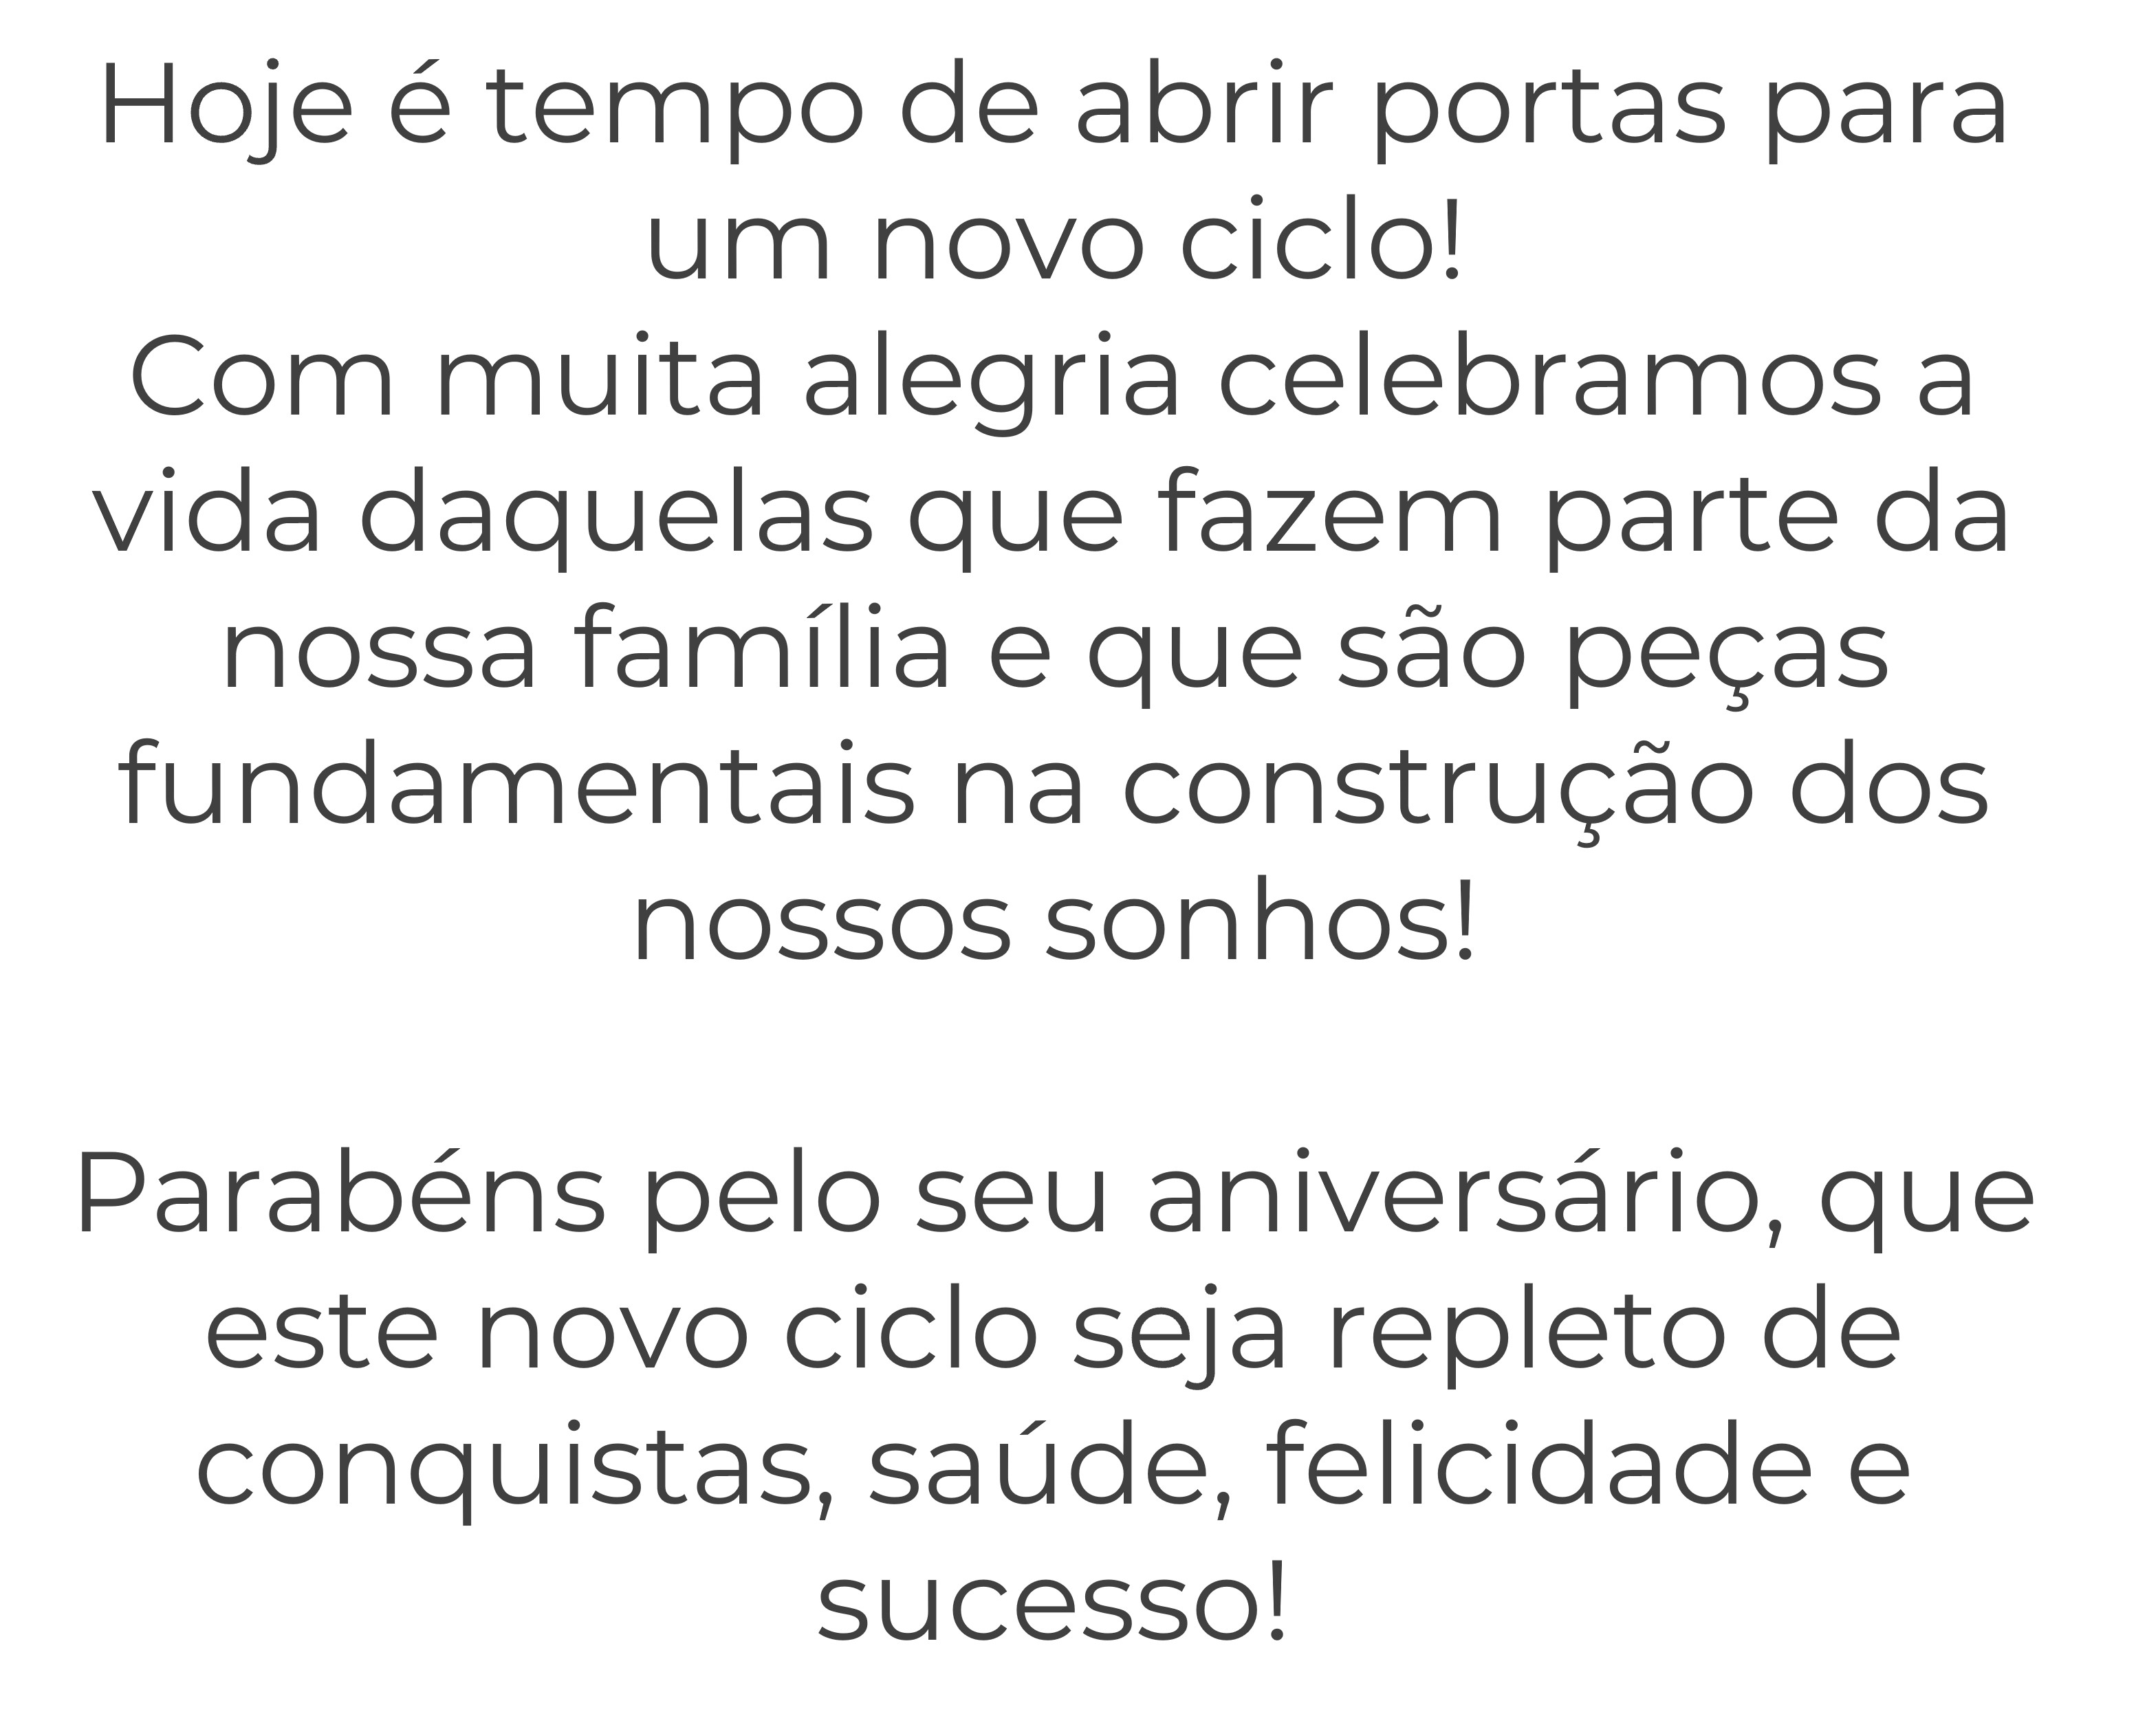 Hoje é tempo de abrir portas para
um novo ciclo!
Com muita alegria celebramos a
vida daquelas que fazem parte da
nossa família e que são peças
fundamentais na construção dos
nossos sonhos!
Parabéns pelo seu aniversário, que
este novo ciclo seja repleto de
conquistas, saúde, felicidade e
sucesso!